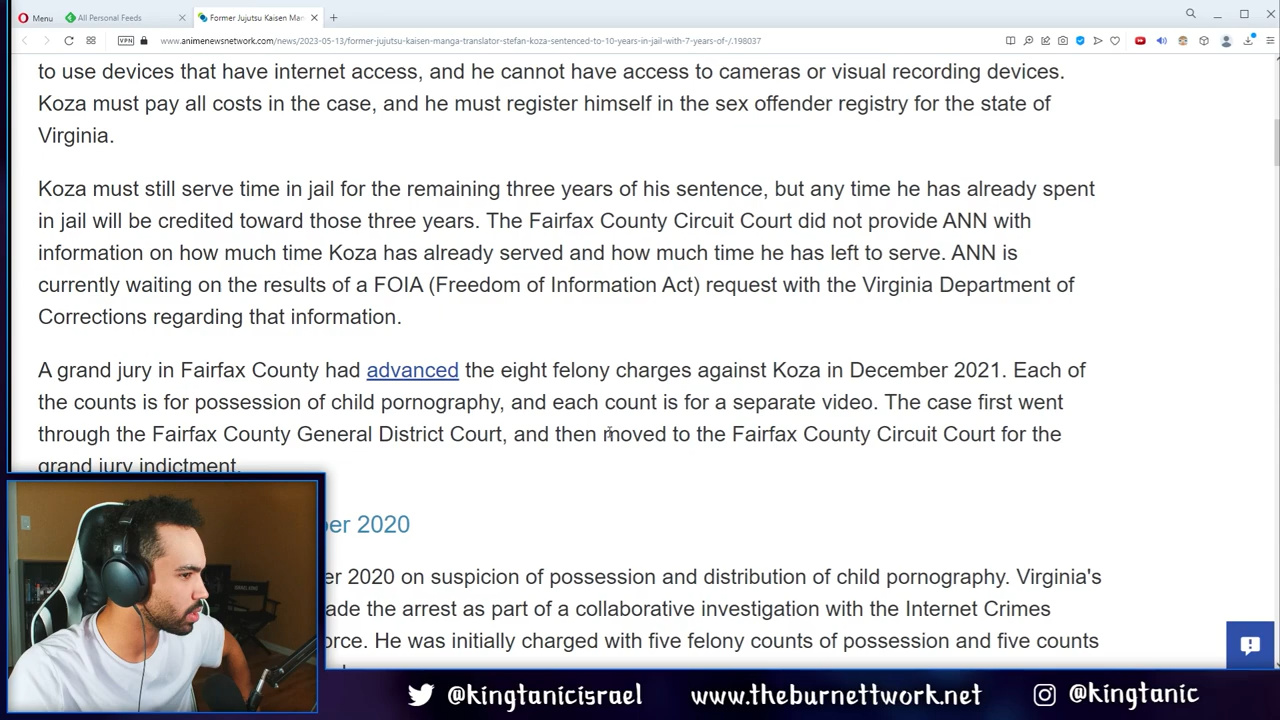 Menu
All Personal Feeds
Former Jujutsu Kaisen Man
VPN
www.animenewsnetwork.com/news/2023-05-13/former-jujutsu-kaisen-manga-translator-stefan-koza-sentenced-to-10-years-in-jail-with-7-years-of-/.198037
to use devices that have internet access, and he cannot have access to cameras or visual recording devices.
Koza must pay all costs in the case, and he must register himself in the sex offender registry for the state of
Virginia.
Koza must still serve time in jail for the remaining three years of his sentence, but any time he has already spent
in jail will be credited toward those three years. The Fairfax County Circuit Court did not provide ANN with
information on how much time Koza has already served and how much time he has left to serve. ANN is
currently waiting on the results of a FOIA (Freedom of Information Act) request with the Virginia Department of
Corrections regarding that information.
A grand jury in Fairfax County had advanced the eight felony charges against Koza in December 2021. Each of
the counts is for possession of child pornography, and each count is for a separate video. The case first went
through the Fairfax County General District Court, and then moved to the Fairfax County Circuit Court for the
grand jury indictment.
er 2020
er 2020 on suspicion of possession and distribution of child pornography. Virginia's
ade the arrest as part of a collaborative investigation with the Internet Crimes
orce. He was initially charged with five felony counts of possession and five counts
@kingtanicisrael
www.theburnettwork.net
@kingtanic